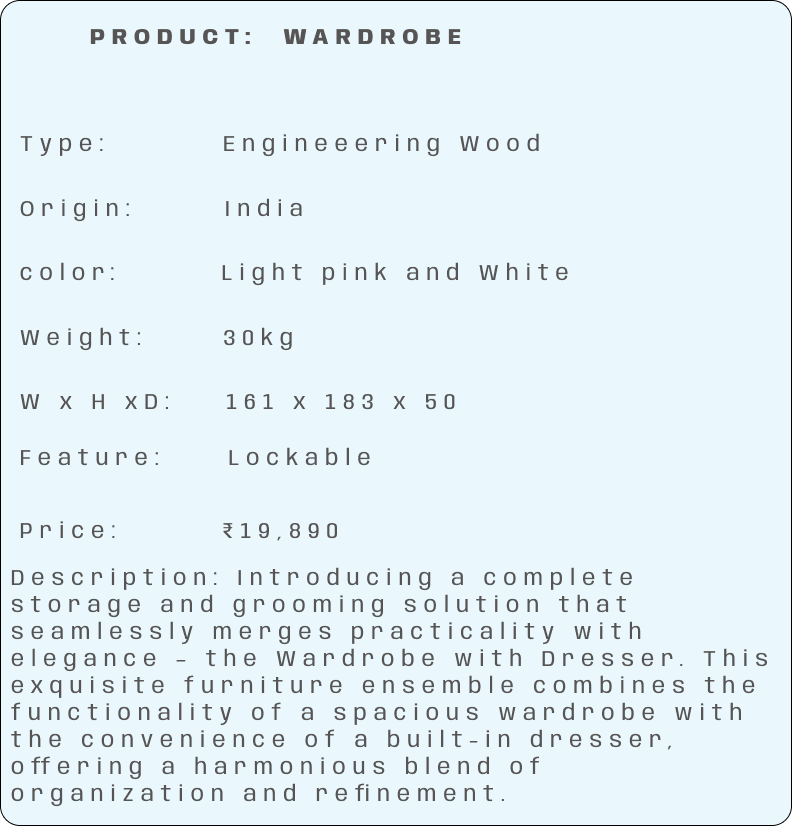 PRODUCT: WARDROBE
Type: Engineeering Wood
Origin: India
color: Light pink and White
Weight: 30kg
W x H xD: 161 x 183 x 50
Feature: Lockable
Price: ₹19,890
Description: Introducing a complete
storage and grooming solution that
seamlessly merges practicality with
elegance – the Wardrobe with Dresser. This
exquisite furniture ensemble combines the
functionality of a spacious wardrobe with
the convenience of a built-in dresser,
offering a harmonious blend of
organization and refinement.